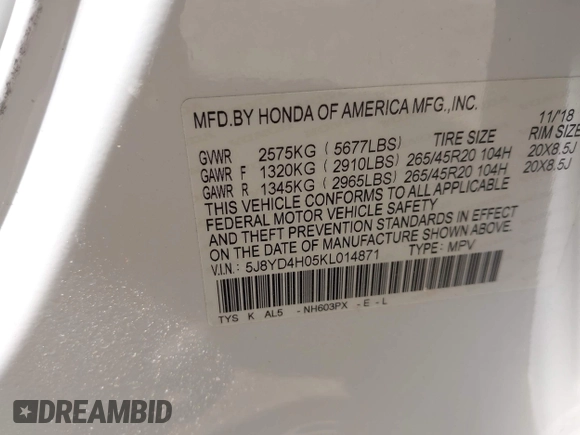 MFD.BY HONDA OF AMERICA MFG.,INC. 11/18
TIRE SIZE RIM SIZE
GVWR 2575KG ( 5677LBS)
GAWR F 1320KG ( 2910LBS) 265/45R20 104H 20X8.5J
GAWR R 1345KG ( 2965LBS) 265/45R20 104H 20X8.5J
THIS VEHICLE CONFORMS TO ALL APPLICABLE
FEDERAL MOTOR VEHICLE SAFETY
AND THEFT PREVENTION STANDARDS IN EFFECT
ON THE DATE OF MANUFACTURE SHOWN ABOVE.
V.I.N.: 5J8YD4H05KL014871 TYPE: MPV
TYS K AL5 - NH603PX - E - L
DREAMBID